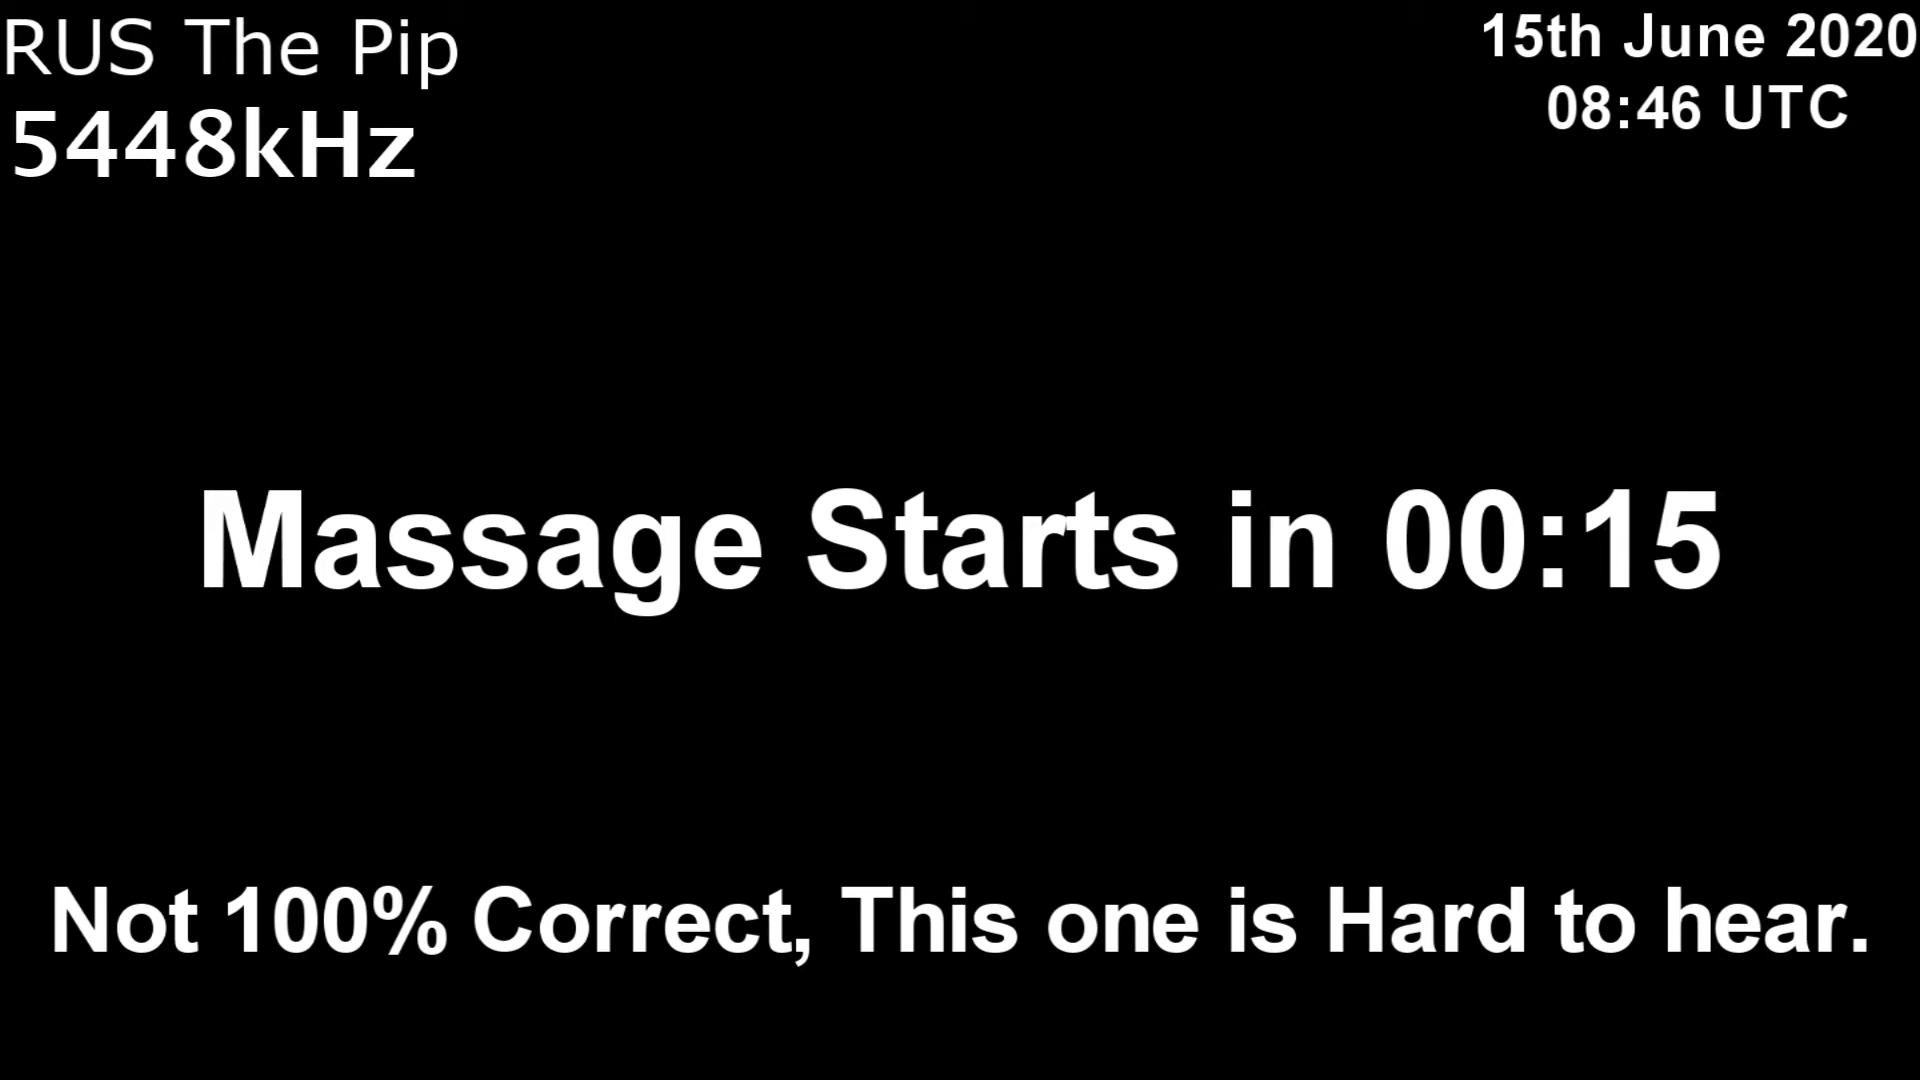 RUS The Pip
5448kHz
15th June 2020
08:46 UTC
Massage Starts in 00:15
Not 100% Correct, This one is Hard to hear.